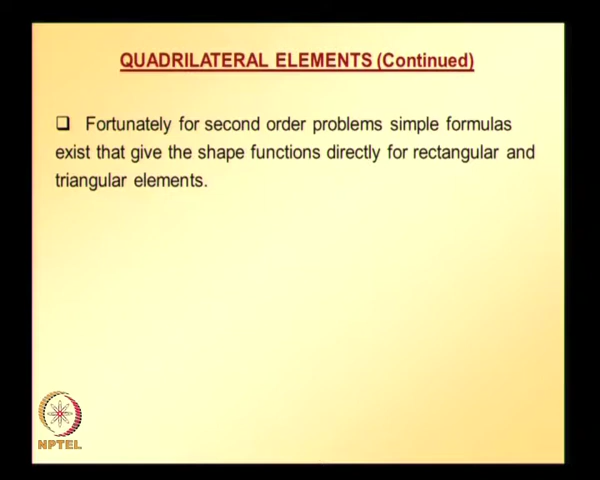 QUADRILATERAL ELEMENTS (Continued)
Fortunately for second order problems simple formulas
exist that give the shape functions directly for rectangular and
triangular elements.
NPTEL